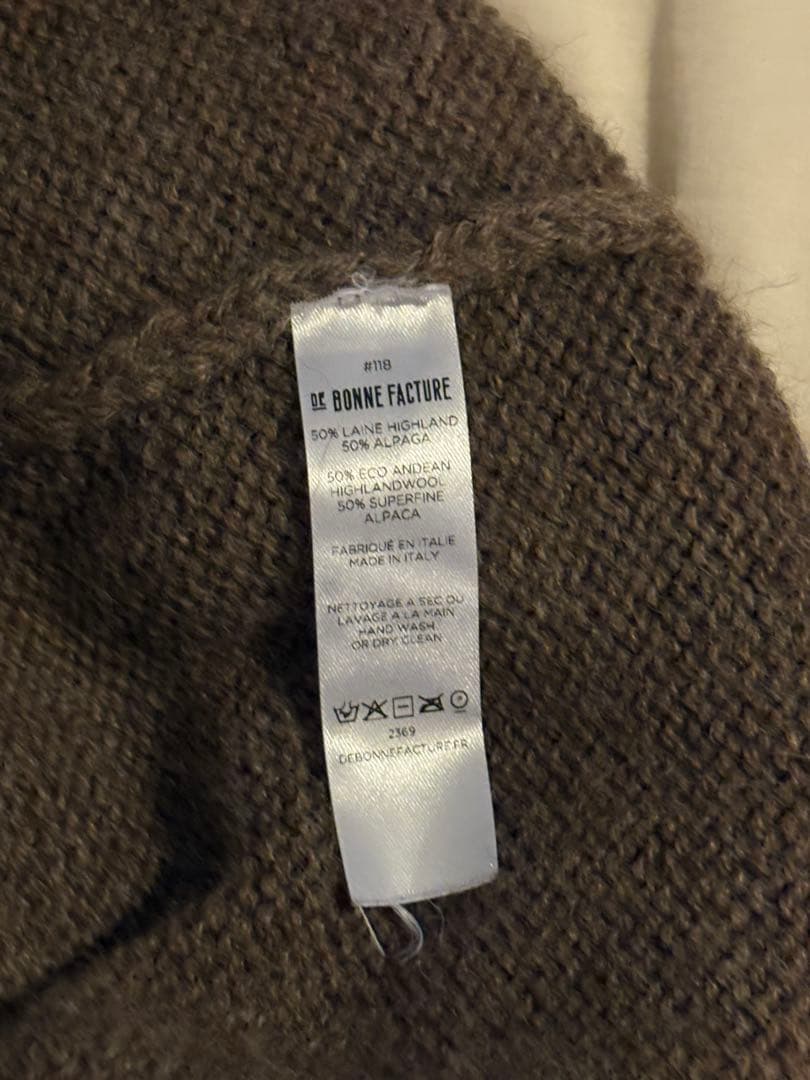 #118
DE BONNE FACTURE
50% LAINE HIGHLAND
50% ALPAGA
50% ECO ANDEAN
HIGHLANDWOOL
50% SUPERFINE
ALPACA
FABRIQUÉ EN ITALIE
MADE IN ITALY
NETTOYAGE A SEC OU
LAVAGE A LA MAIN
HAND WASH
OR DRY CLEAN
2369
DEBONNEFACTURE.FR